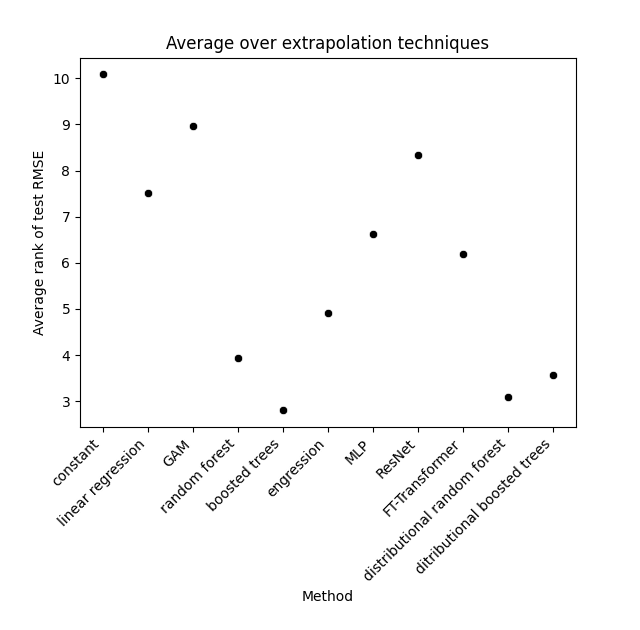 Average over extrapolation techniques
Average rank of test RMSE
10
9
8
7
6
5
4
3
constant
linear regression
GAM
random forest
boosted trees
engression
MLP
ResNet
FT-Transformer
distributional random forest
ditributional boosted trees
Method